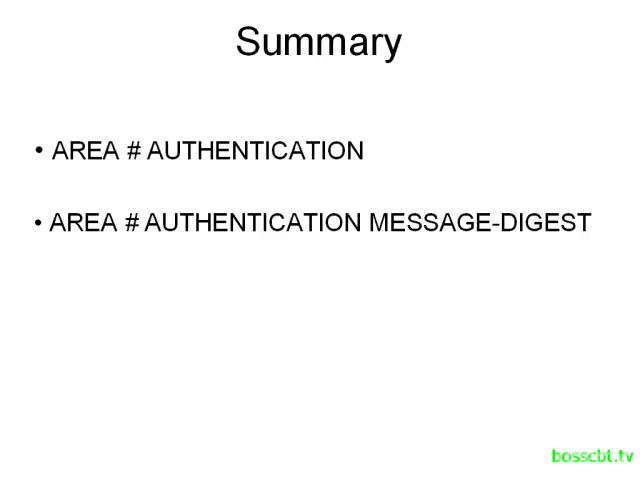 Summary
• AREA # AUTHENTICATION
• AREA # AUTHENTICATION MESSAGE-DIGEST
bosscbt.tv